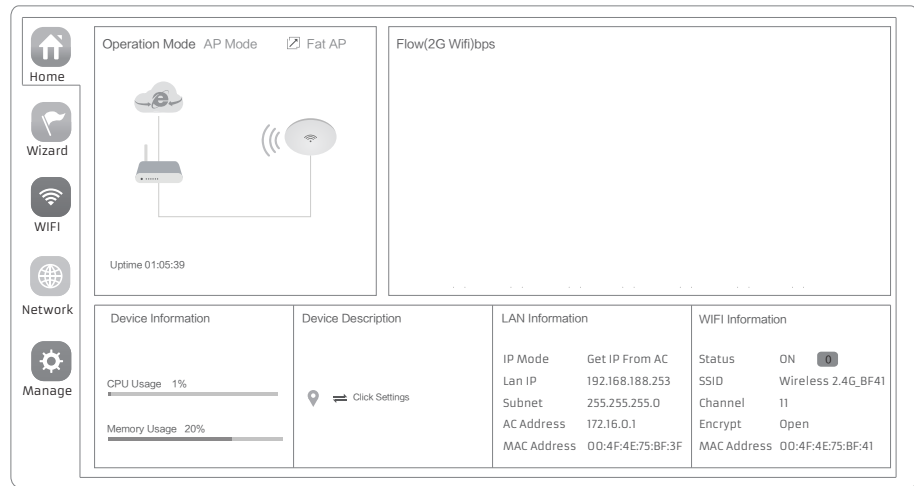 Home
Wizard
WIFI
Network
Manage
Operation Mode AP Mode Fat AP
Uptime 01:05:39
Flow(2G Wifi)bps
Device Information
CPU Usage 1%
Memory Usage 20%
Device Description
Click Settings
LAN Information
IP Mode Get IP From AC
Lan IP 192.168.188.253
Subnet 255.255.255.0
AC Address 172.16.0.1
MAC Address 00:4F:4E:75:BF:3F
WIFI Information
Status ON 0
SSID Wireless 2.4G_BF41
Channel 11
Encrypt Open
MAC Address 00:4F:4E:75:BF:41